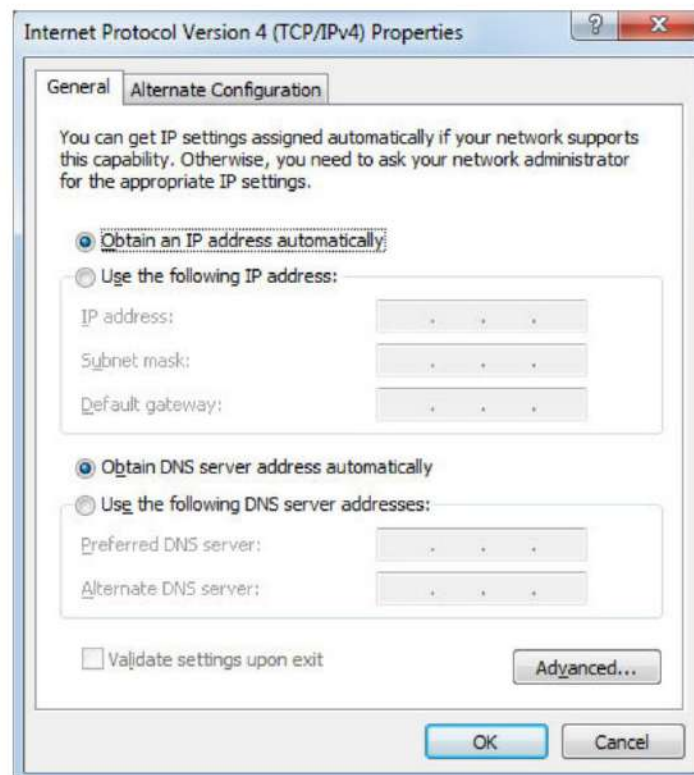 Internet Protocol Version 4 (TCP/IPv4) Properties
? X
General Alternate Configuration
You can get IP settings assigned automatically if your network supports
this capability. Otherwise, you need to ask your network administrator
for the appropriate IP settings.
Obtain an IP address automatically
Use the following IP address:
IP address:
Subnet mask:
Default gateway:
Obtain DNS server address automatically
Use the following DNS server addresses:
Preferred DNS server:
Alternate DNS server:
Validate settings upon exit
Advanced...
OK Cancel